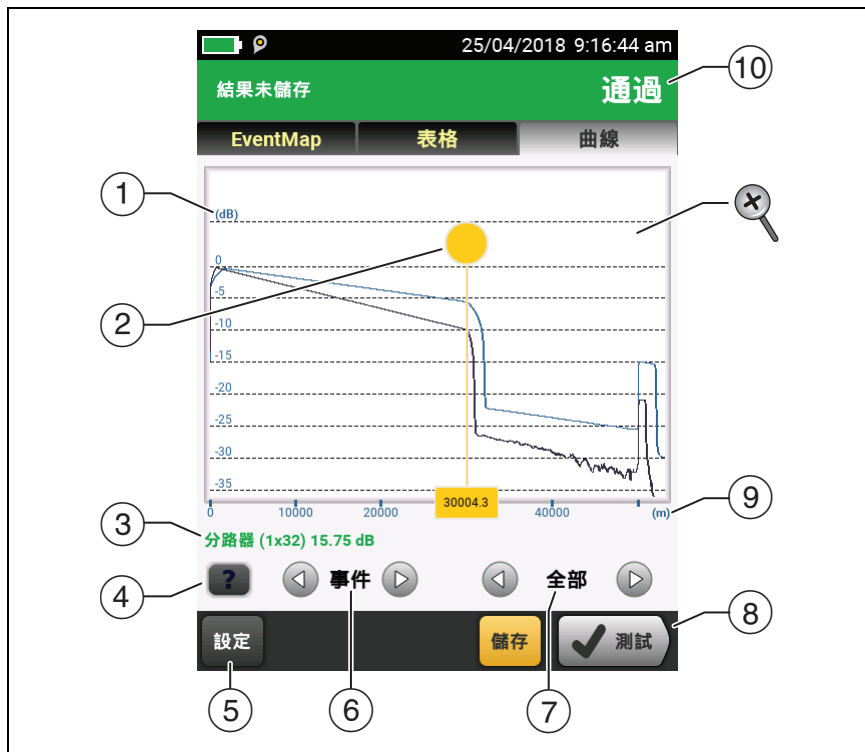 25/04/2018 9:16:44 am
結果未儲存
通過
10
EventMap
表格
曲線
1
(dB)
0
-5
2
-10
-15
-20
-25
-30
-35
30004.3
0
10000
20000
40000
(m)
9
3
分路器 (1x32) 15.75 dB
4
?
事件
全部
設定
儲存
測試
8
5
6
7